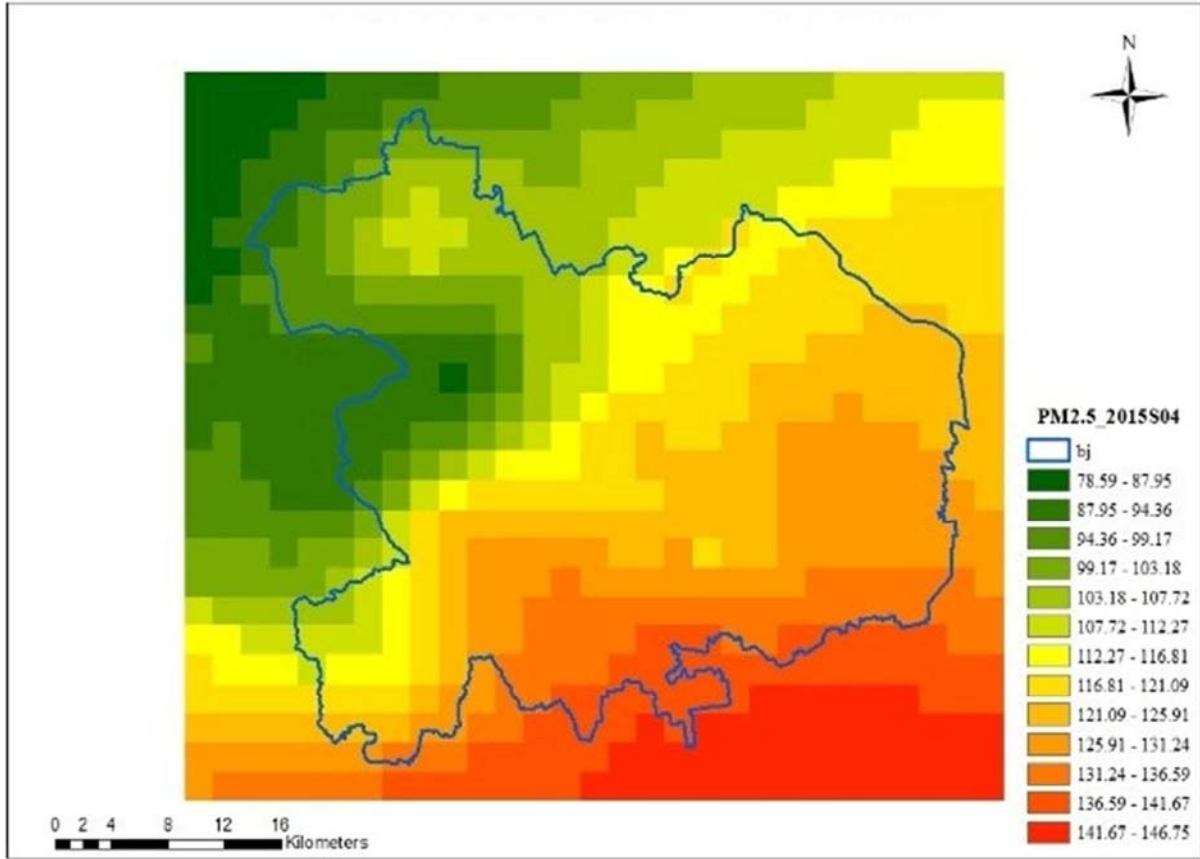 N
PM2.5_2015S04
bj
78.59 - 87.95
87.95 - 94.36
94.36 - 99.17
99.17 - 103.18
103.18 - 107.72
107.72 - 112.27
112.27 - 116.81
116.81 - 121.09
121.09 - 125.91
125.91 - 131.24
131.24 - 136.59
136.59 - 141.67
141.67 - 146.75
0 2 4 8 12 16
Kilometers